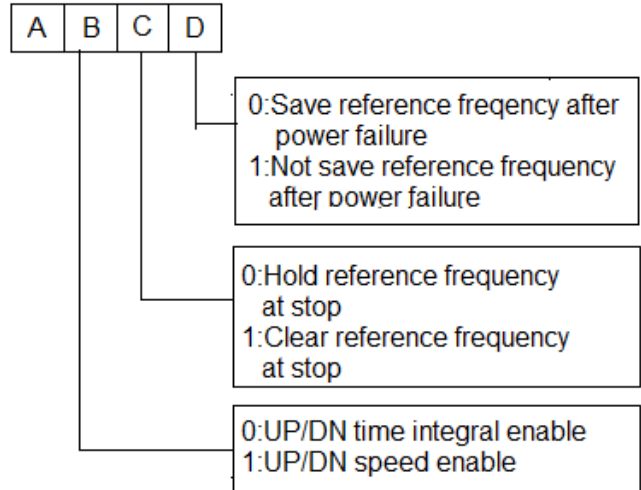 A B C D
0:Save reference freqency after
power failure
1:Not save reference frequency
after power failure
0:Hold reference frequency
at stop
1:Clear reference frequency
at stop
0:UP/DN time integral enable
1:UP/DN speed enable